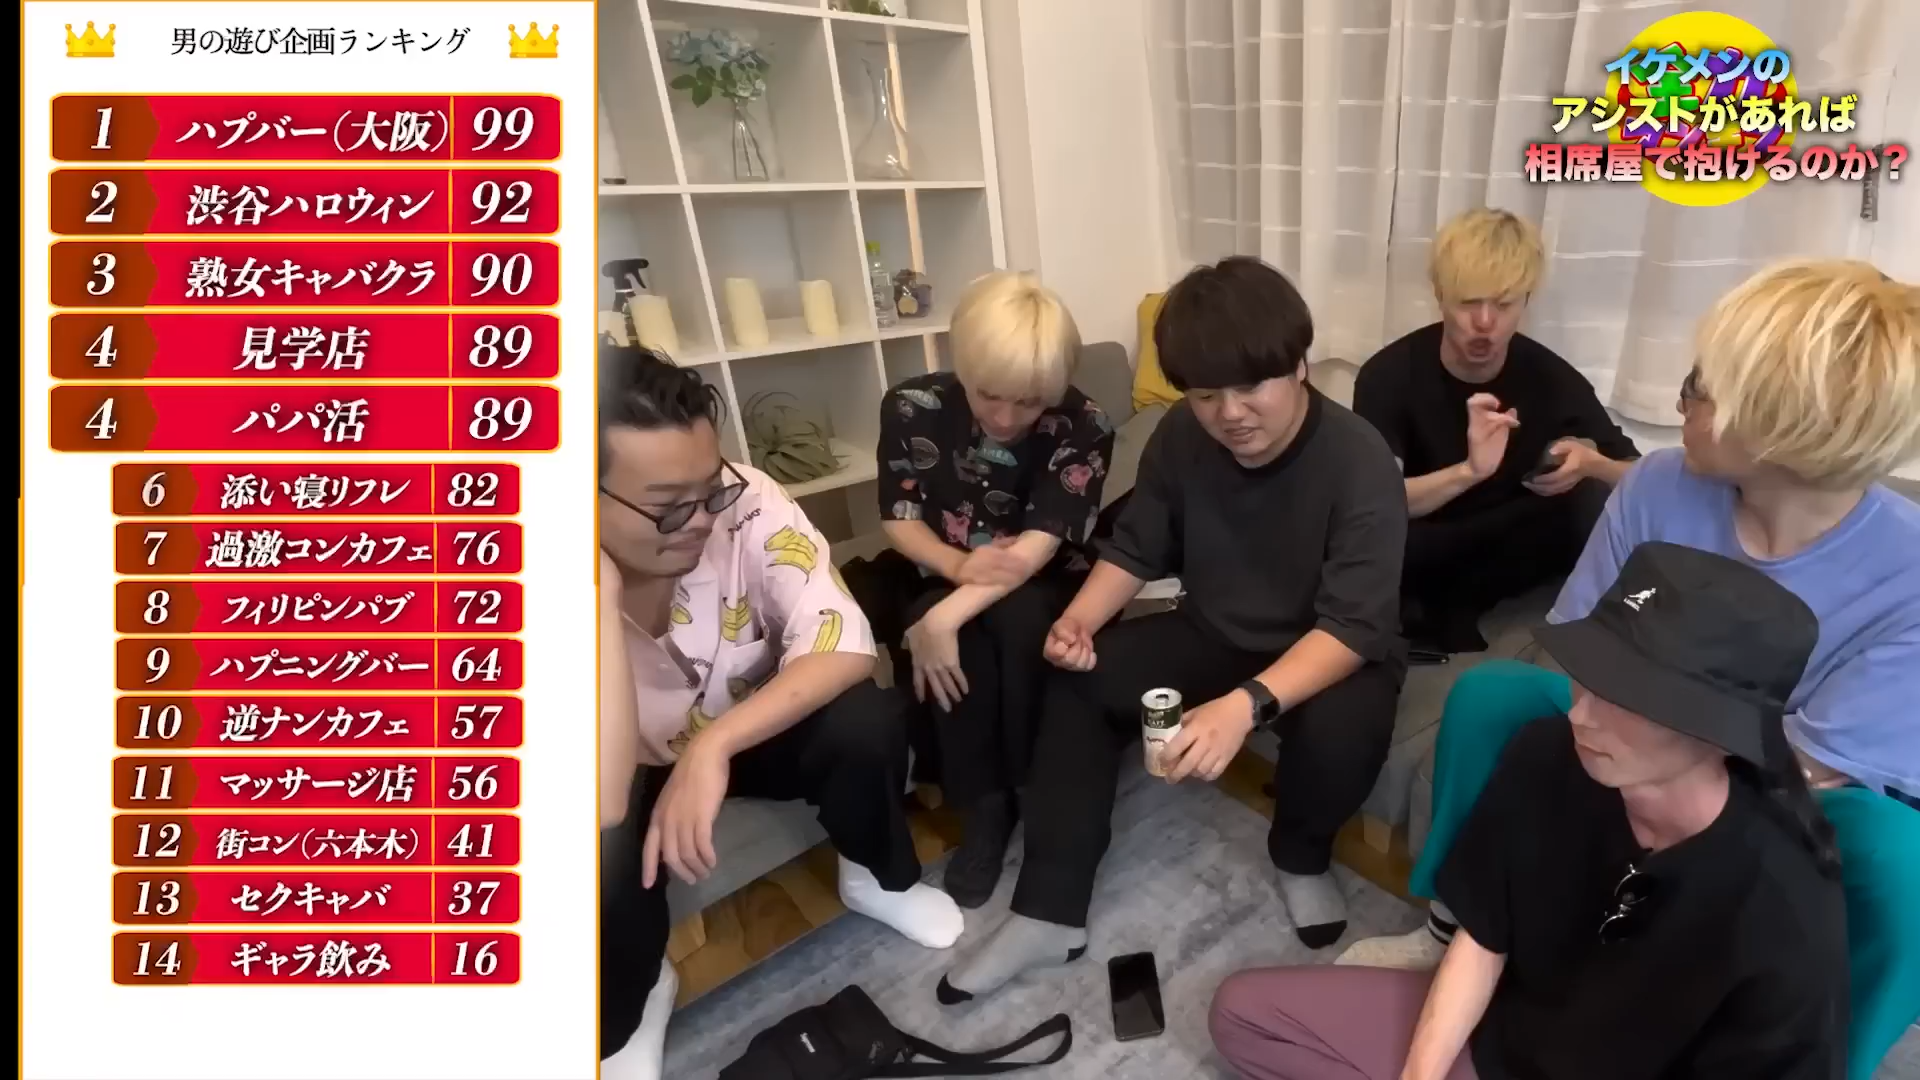 男の遊び企画ランキング
1 ハプバー(大阪) 99
2 渋谷ハロウィン 92
3 熟女キャバクラ 90
4 見学店 89
4 パパ活 89
6 添い寝リフレ 82
7 過激コンカフェ 76
8 フィリピンパブ 72
9 ハプニングバー 64
10 逆ナンカフェ 57
11 マッサージ店 56
12 街コン(六本木) 41
13 セクキャバ 37
14 ギャラ飲み 16
イケメンの
アシストがあれば
相席屋で抱けるのか?
KANGOL